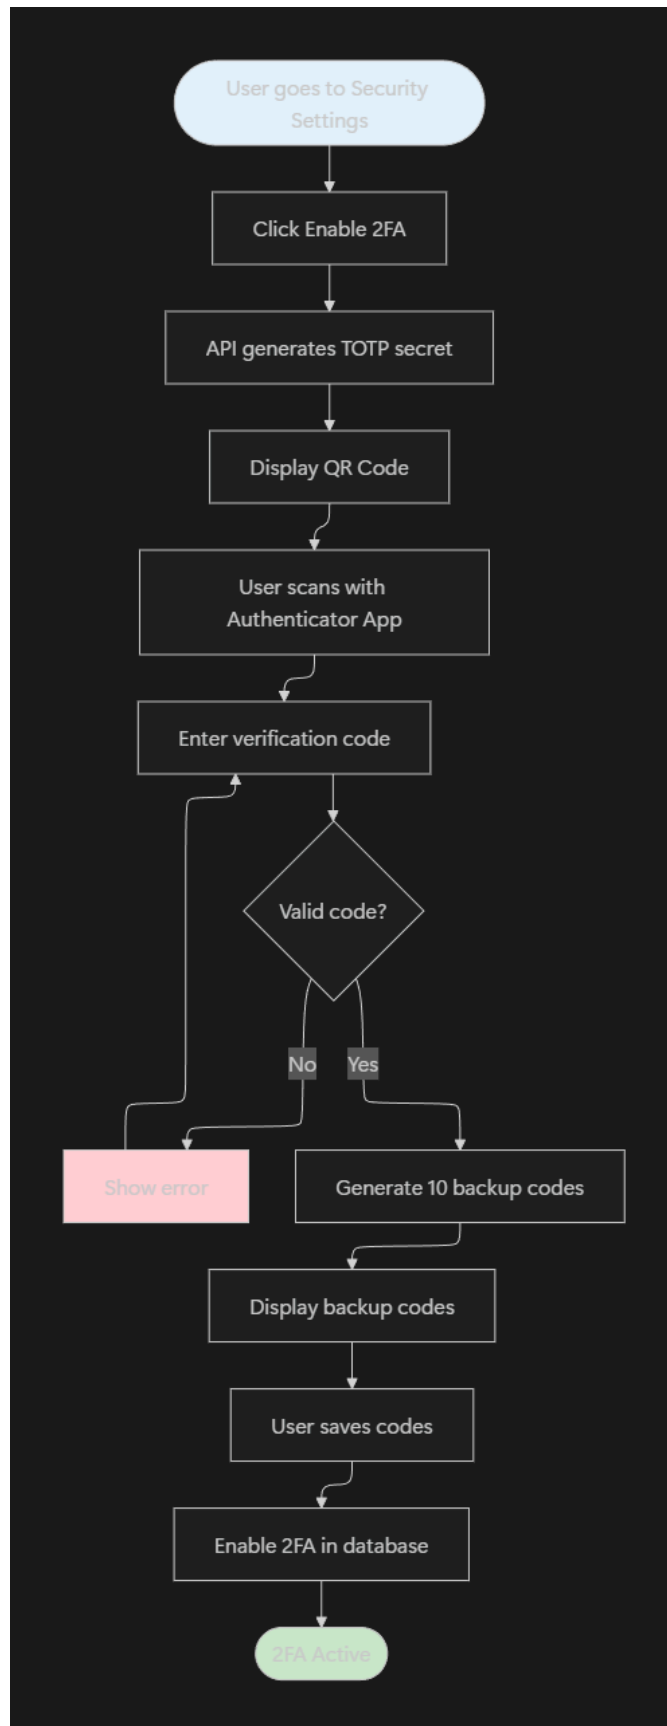 User goes to Security
Settings
Click Enable 2FA
API generates TOTP secret
Display QR Code
User scans with
Authenticator App
Enter verification code
Valid code?
No
Yes
Show error
Generate 10 backup codes
Display backup codes
User saves codes
Enable 2FA in database
2FA Active